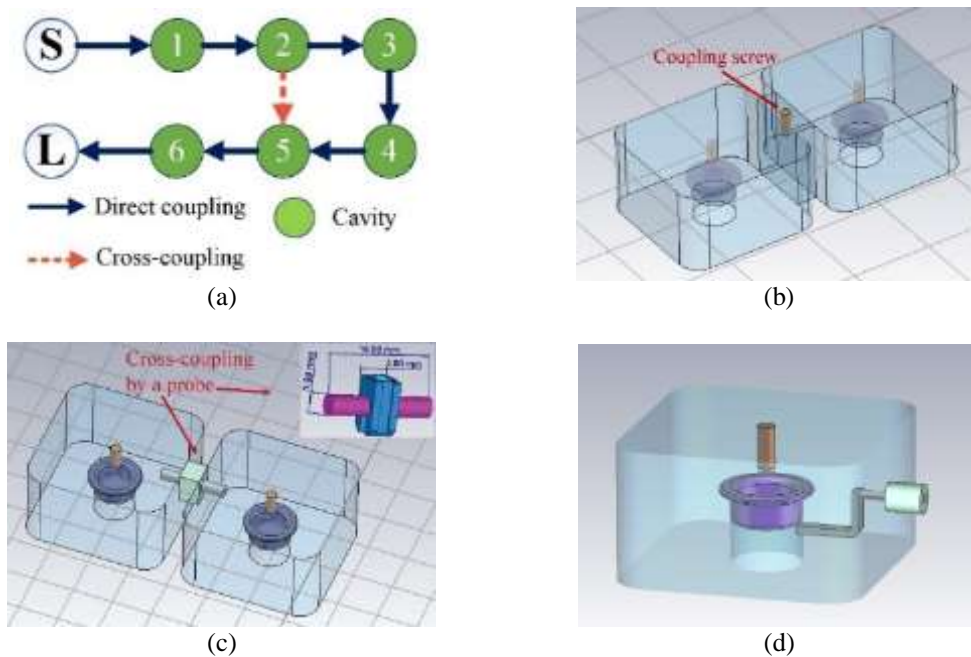 S 1 2 3
L 6 5 4
Direct coupling
Cavity
Cross-coupling
(a)
Coupling screw
(b)
Cross-coupling
by a probe
(c)
(d)